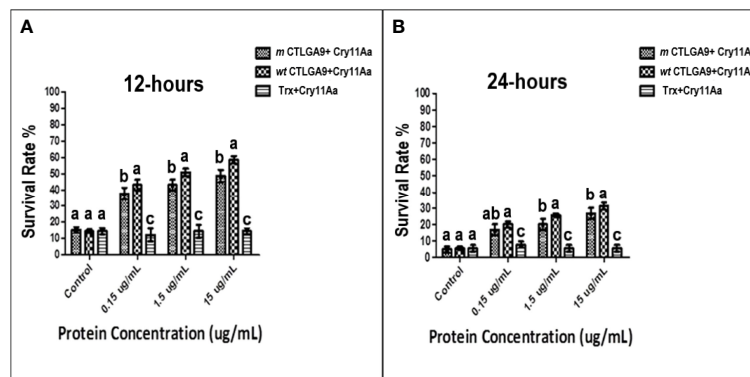 A
m CTLGA9+ Cry11Aa
wt CTLGA9+Cry11Aa
Trx+Cry11Aa
12-hours
Survival Rate %
100
90
80
70
60
50
40
30
20
10
0
a a a
b a c
b a c
b a c
Control
0.15 ug/mL
1.5 ug/mL
15 ug/mL
Protein Concentration (ug/mL)
B
m CTLGA9+ Cry11A
wt CTLGA9+Cry11A
Trx+Cry11Aa
24-hours
Survival Rate %
100
90
80
70
60
50
40
30
20
10
0
a a a
ab a c
b a c
b a c
Control
0.15 ug/mL
1.5 ug/mL
15 ug/mL
Protein Concentration (ug/mL)